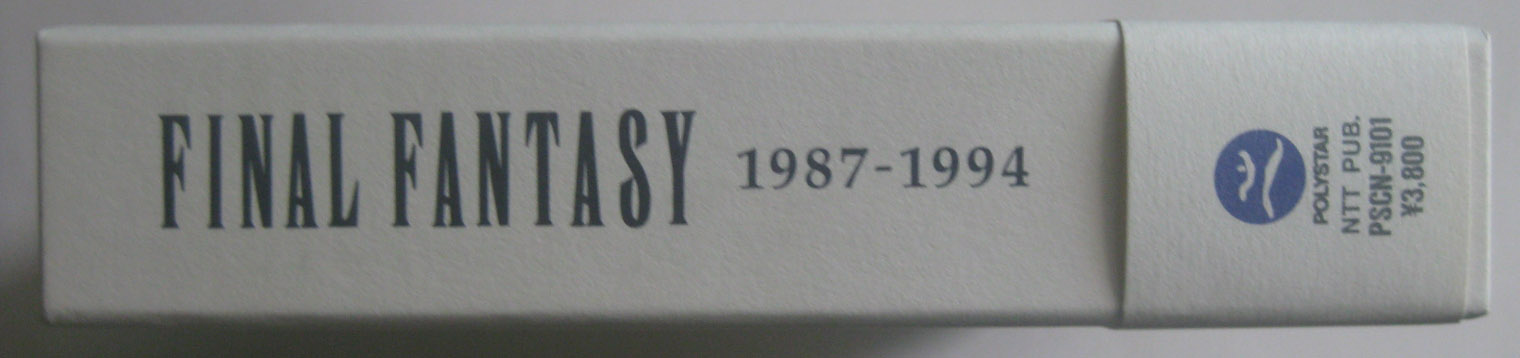 FINAL FANTASY 1987-1994
POLYSTAR
NTT PUB.
PSCN-9101
¥3,800